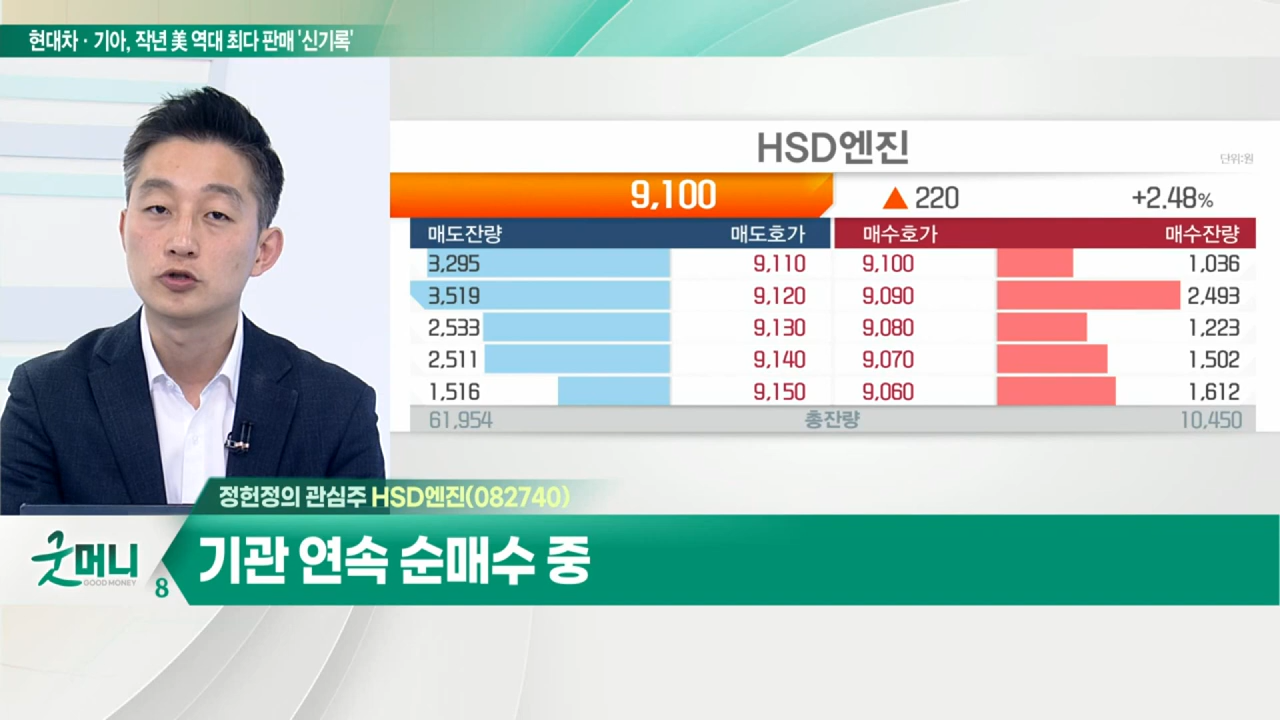 현대차·기아, 작년 美 역대 최다 판매 '신기록'
HSD엔진
단위:원
9,100 ▲ 220 +2.48%
매도잔량 매도호가 매수호가 매수잔량
3,295 9,110 9,100 1,036
3,519 9,120 9,090 2,493
2,533 9,130 9,080 1,223
2,511 9,140 9,070 1,502
1,516 9,150 9,060 1,612
61,954 총잔량 10,450
정헌정의 관심주 HSD엔진(082740)
굿머니
GOOD MONEY
8
기관 연속 순매수 중